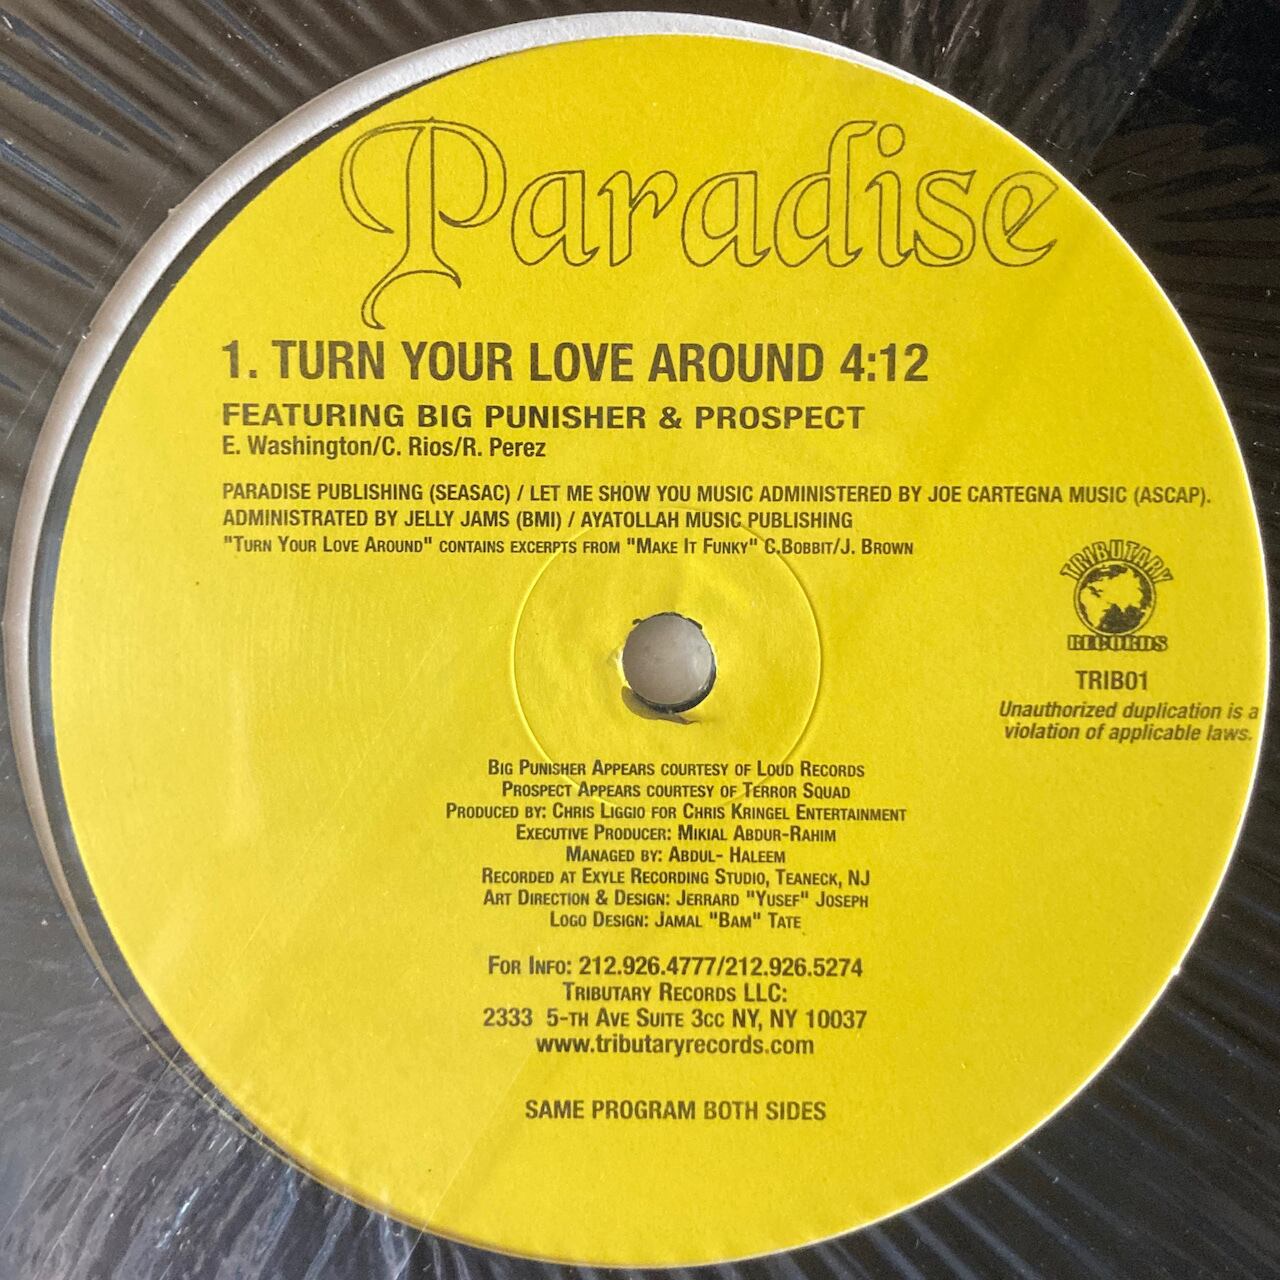 Paradise
1. TURN YOUR LOVE AROUND 4:12
FEATURING BIG PUNISHER & PROSPECT
E. Washington/C. Rios/R. Perez
PARADISE PUBLISHING (SEASAC) / LET ME SHOW YOU MUSIC ADMINISTERED BY JOE CARTEGNA MUSIC (ASCAP).
ADMINISTRATED BY JELLY JAMS (BMI) / AYATOLLAH MUSIC PUBLISHING
"TURN YOUR LOVE AROUND" CONTAINS EXCERPTS FROM "MAKE IT FUNKY" C.BOBBIT/J. BROWN
TRIBUTARY
RECORDS
TRIB01
Unauthorized duplication is a
violation of applicable laws.
BIG PUNISHER APPEARS COURTESY OF LOUD RECORDS
PROSPECT APPEARS COURTESY OF TERROR SQUAD
PRODUCED BY: CHRIS LIGGIO FOR CHRIS KRINGEL ENTERTAINMENT
EXECUTIVE PRODUCER: MIKIAL ABDUR-RAHIM
MANAGED BY: ABDUL- HALEEM
RECORDED AT EXYLE RECORDING STUDIO, TEANECK, NJ
ART DIRECTION & DESIGN: JERRARD "YUSEF" JOSEPH
LOGO DESIGN: JAMAL "BAM" TATE
FOR INFO: 212.926.4777/212.926.5274
TRIBUTARY RECORDS LLC:
2333 5-TH AVE SUITE 3CC NY, NY 10037
www.tributaryrecords.com
SAME PROGRAM BOTH SIDES